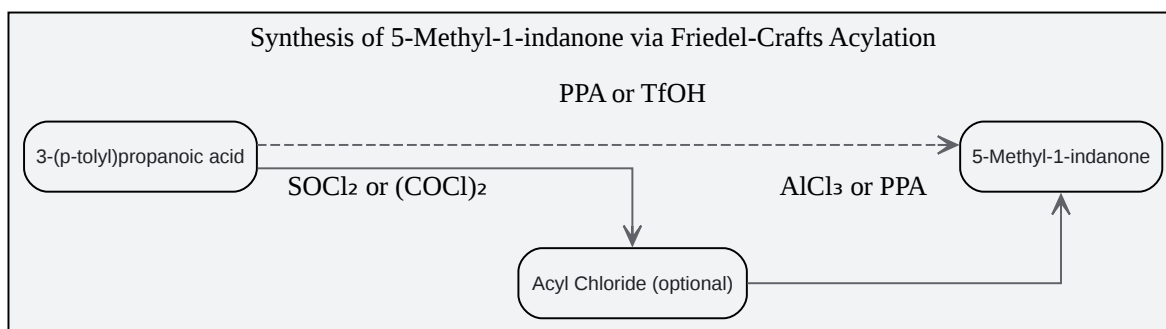 Synthesis of 5-Methyl-1-indanone via Friedel-Crafts Acylation
PPA or TfOH
3-(p-tolyl)propanoic acid
5-Methyl-1-indanone
SOCl₂ or (COCl)₂
AlCl₃ or PPA
Acyl Chloride (optional)